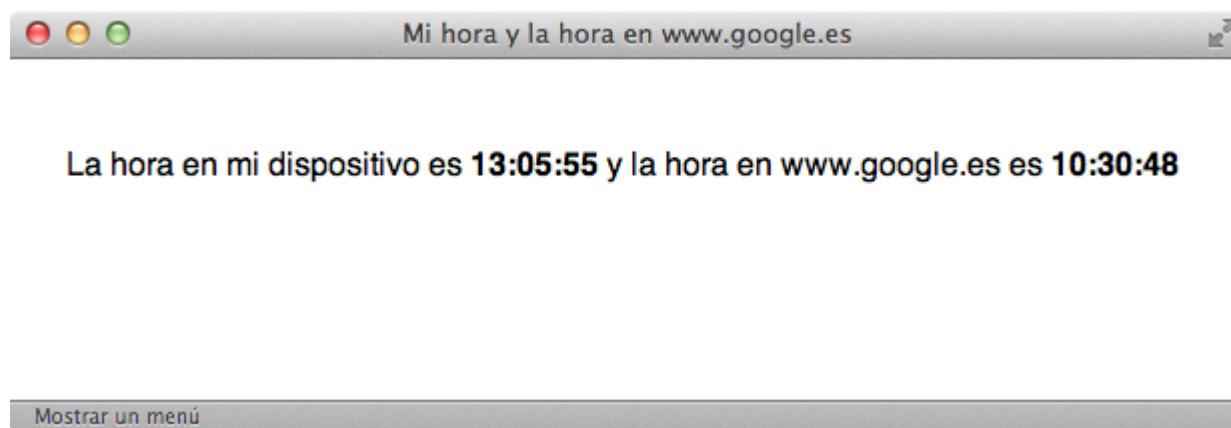 Mi hora y la hora en www.google.es
La hora en mi dispositivo es 13:05:55 y la hora en www.google.es es 10:30:48
Mostrar un menú